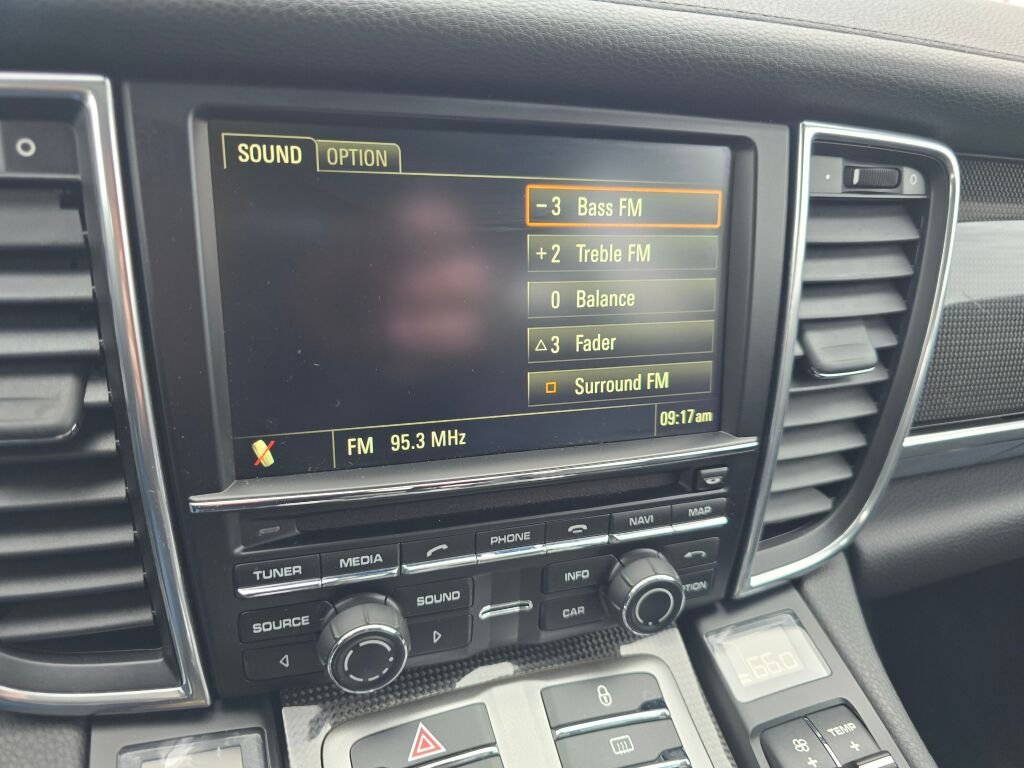 SOUND OPTION
− 3 Bass FM
+ 2 Treble FM
0 Balance
△ 3 Fader
Surround FM
FM 95.3 MHz 09:17am
TUNER MEDIA PHONE NAVI MAP
SOURCE SOUND INFO
CAR
66°
TEMP
+ +